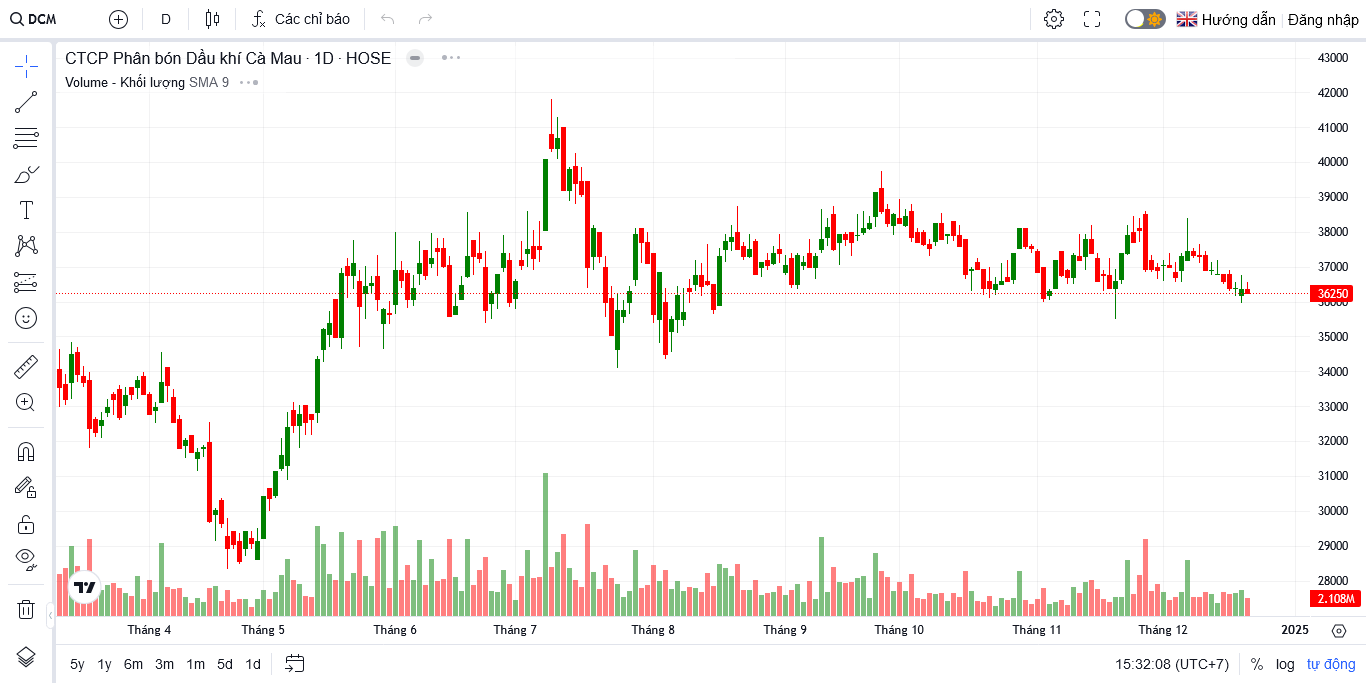 DCM D Các chỉ báo Hướng dẫn Đăng nhập
CTCP Phân bón Dầu khí Cà Mau · 1D · HOSE
Volume - Khối lượng SMA 9
43000
42000
41000
40000
39000
38000
37000
36250
36000
35000
34000
33000
32000
31000
30000
29000
28000
2.108M
Tháng 4 Tháng 5 Tháng 6 Tháng 7 Tháng 8 Tháng 9 Tháng 10 Tháng 11 Tháng 12 2025
5y 1y 6m 3m 1m 5d 1d 15:32:08 (UTC+7) % log tự động